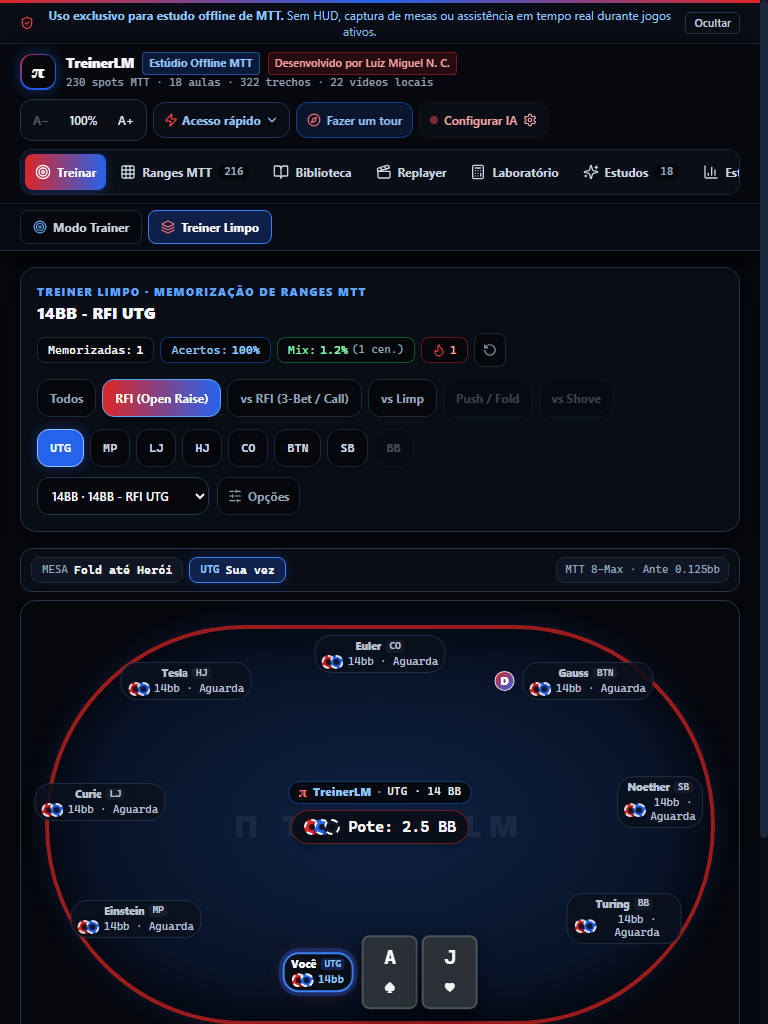 Uso exclusivo para estudo offline de MTT. Sem HUD, captura de mesas ou assistência em tempo real durante jogos
ativos.
Ocultar
π
TreinerLM
Estúdio Offline MTT
Desenvolvido por Luiz Miguel N. C.
230 spots MTT · 18 aulas · 322 trechos · 22 vídeos locais
A− 100% A+
Acesso rápido
Fazer um tour
Configurar IA
Treinar
Ranges MTT 216
Biblioteca
Replayer
Laboratório
Estudos 18
Est
Modo Trainer
Treiner Limpo
TREINER LIMPO · MEMORIZAÇÃO DE RANGES MTT
14BB - RFI UTG
Memorizadas: 1
Acertos: 100%
Mix: 1.2% (1 cen.)
1
Todos
RFI (Open Raise)
vs RFI (3-Bet / Call)
vs Limp
Push / Fold
vs Shove
UTG
MP
LJ
HJ
CO
BTN
SB
BB
14BB · 14BB - RFI UTG
Opções
MESA Fold até Herói
UTG Sua vez
MTT 8-Max · Ante 0.125bb
Euler CO
14bb · Aguarda
Tesla HJ
14bb · Aguarda
D
Gauss BTN
14bb · Aguarda
Curie LJ
14bb · Aguarda
π TreinerLM - UTG · 14 BB
Pote: 2.5 BB
Noether SB
14bb ·
Aguarda
Einstein MP
14bb · Aguarda
Turing BB
14bb ·
Aguarda
Você UTG
14bb
A
♠
J
♥